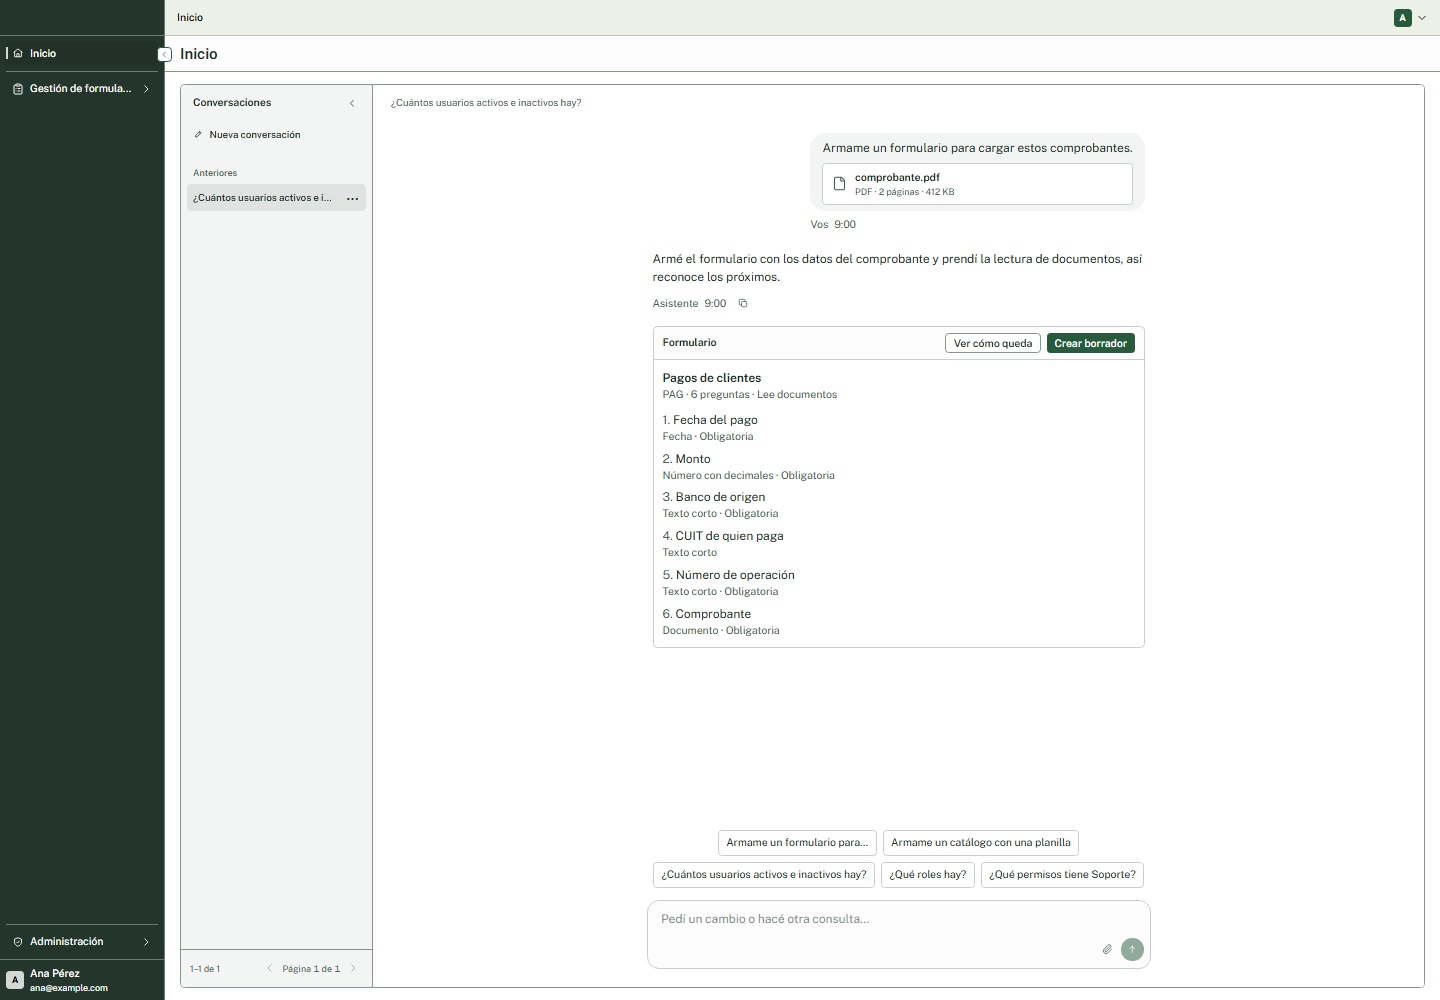 Inicio
A
Inicio
Inicio
Gestión de formula...
Conversaciones
Nueva conversación
Anteriores
¿Cuántos usuarios activos e i...
1-1 de 1
Página 1 de 1
¿Cuántos usuarios activos e inactivos hay?
Armame un formulario para cargar estos comprobantes.
comprobante.pdf
PDF · 2 páginas · 412 KB
Vos 9:00
Armé el formulario con los datos del comprobante y prendí la lectura de documentos, así
reconoce los próximos.
Asistente 9:00
Formulario
Ver cómo queda
Crear borrador
Pagos de clientes
PAG · 6 preguntas · Lee documentos
1. Fecha del pago
Fecha · Obligatoria
2. Monto
Número con decimales · Obligatoria
3. Banco de origen
Texto corto · Obligatoria
4. CUIT de quien paga
Texto corto
5. Número de operación
Texto corto · Obligatoria
6. Comprobante
Documento · Obligatoria
Armame un formulario para...
Armame un catálogo con una planilla
¿Cuántos usuarios activos e inactivos hay?
¿Qué roles hay?
¿Qué permisos tiene Soporte?
Pedí un cambio o hacé otra consulta...
Administración
A
Ana Pérez
ana@example.com